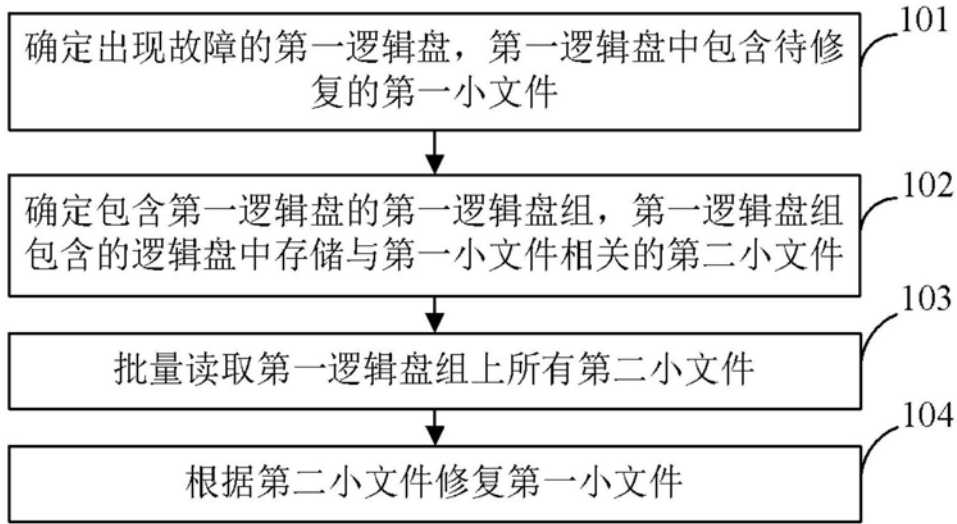 101
确定出现故障的第一逻辑盘，第一逻辑盘中包含待修
复的第一小文件
102
确定包含第一逻辑盘的第一逻辑盘组，第一逻辑盘组
包含的逻辑盘中存储与第一小文件相关的第二小文件
103
批量读取第一逻辑盘组上所有第二小文件
104
根据第二小文件修复第一小文件